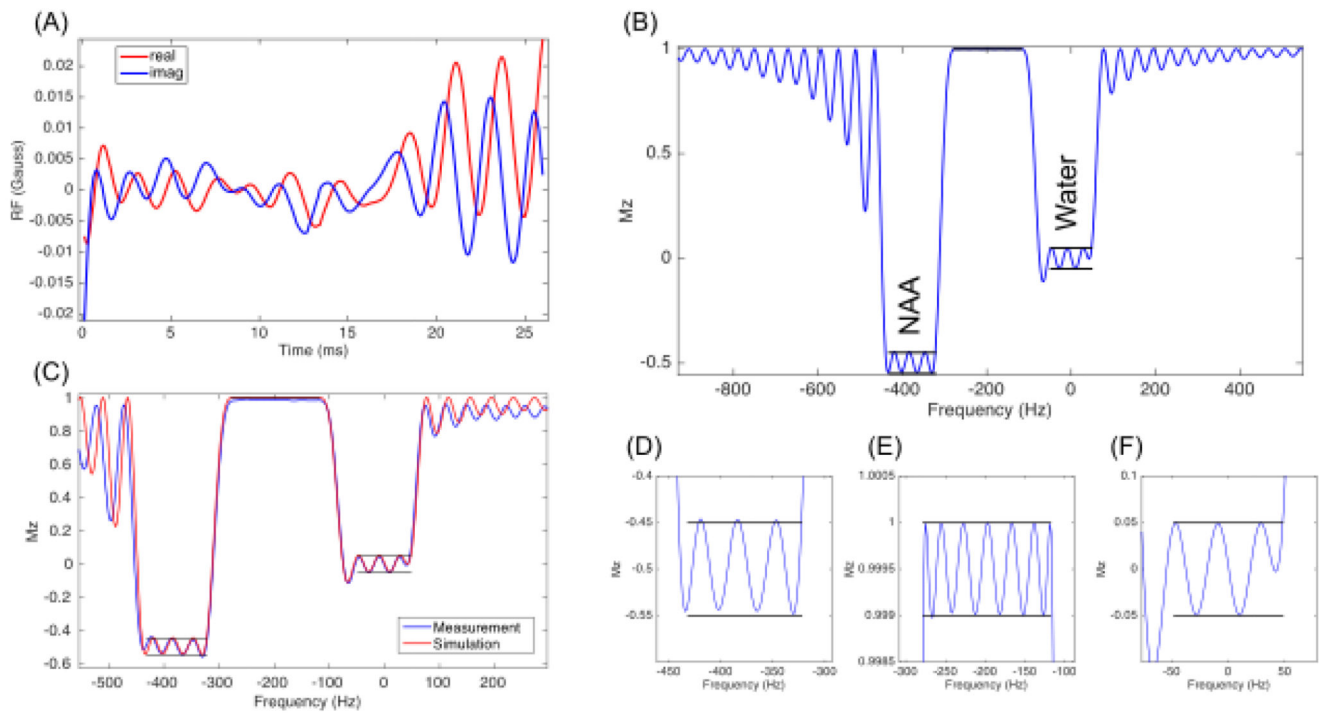 (A)
real
imag
0.02
0.015
0.01
0.005
0
-0.005
-0.01
-0.015
-0.02
RF (Gauss)
0 5 10 15 20 25
Time (ms)
(B)
1
0.5
0
-0.5
Mz
NAA
Water
-800 -600 -400 -200 0 200 400
Frequency (Hz)
(C)
1
0.8
0.6
0.4
0.2
0
-0.2
-0.4
-0.6
Mz
Measurement
Simulation
-500 -400 -300 -200 -100 0 100 200
Frequency (Hz)
(D)
-0.4
-0.45
-0.5
-0.55
Mz
-450 -400 -350 -300
Frequency (Hz)
(E)
1.0005
1
0.9995
0.999
0.9985
Mz
-300 -250 -200 -150 -100
Frequency (Hz)
(F)
0.1
0.05
0
-0.05
Mz
-50 0 50
Frequency (Hz)